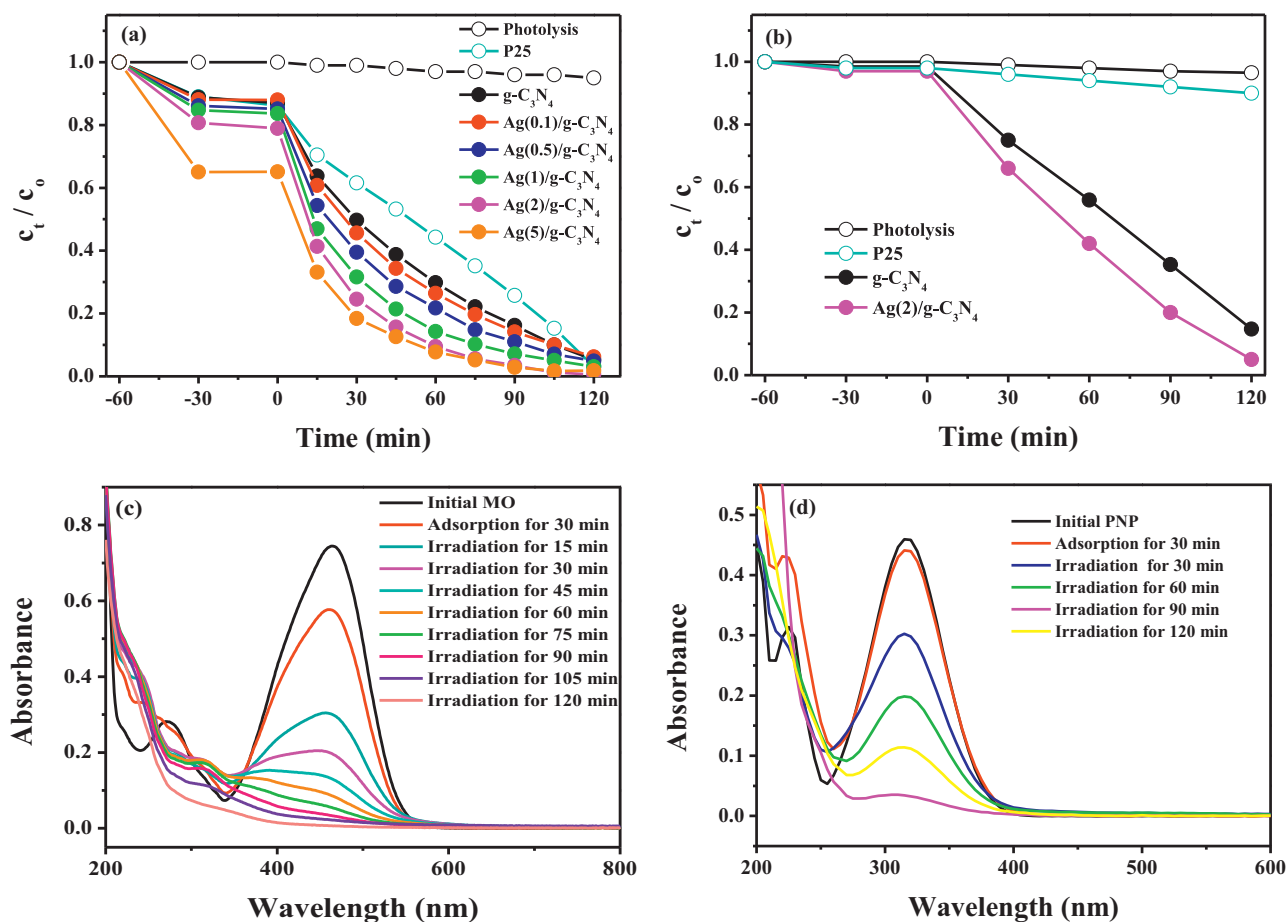 (a)
Photolysis
P25
g-C₃N₄
Ag(0.1)/g-C₃N₄
Ag(0.5)/g-C₃N₄
Ag(1)/g-C₃N₄
Ag(2)/g-C₃N₄
Ag(5)/g-C₃N₄
1.0
0.8
0.6
0.4
0.2
0.0
cₜ / cₒ
-60 -30 0 30 60 90 120
Time (min)
(b)
1.0
0.8
0.6
0.4
0.2
0.0
cₜ / cₒ
Photolysis
P25
g-C₃N₄
Ag(2)/g-C₃N₄
-60 -30 0 30 60 90 120
Time (min)
(c)
Initial MO
Adsorption for 30 min
Irradiation for 15 min
Irradiation for 30 min
Irradiation for 45 min
Irradiation for 60 min
Irradiation for 75 min
Irradiation for 90 min
Irradiation for 105 min
Irradiation for 120 min
0.8
0.6
0.4
0.2
0.0
Absorbance
200 400 600 800
Wavelength (nm)
(d)
Initial PNP
Adsorption for 30 min
Irradiation for 30 min
Irradiation for 60 min
Irradiation for 90 min
Irradiation for 120 min
0.5
0.4
0.3
0.2
0.1
0.0
Absorbance
200 300 400 500 600
Wavelength (nm)